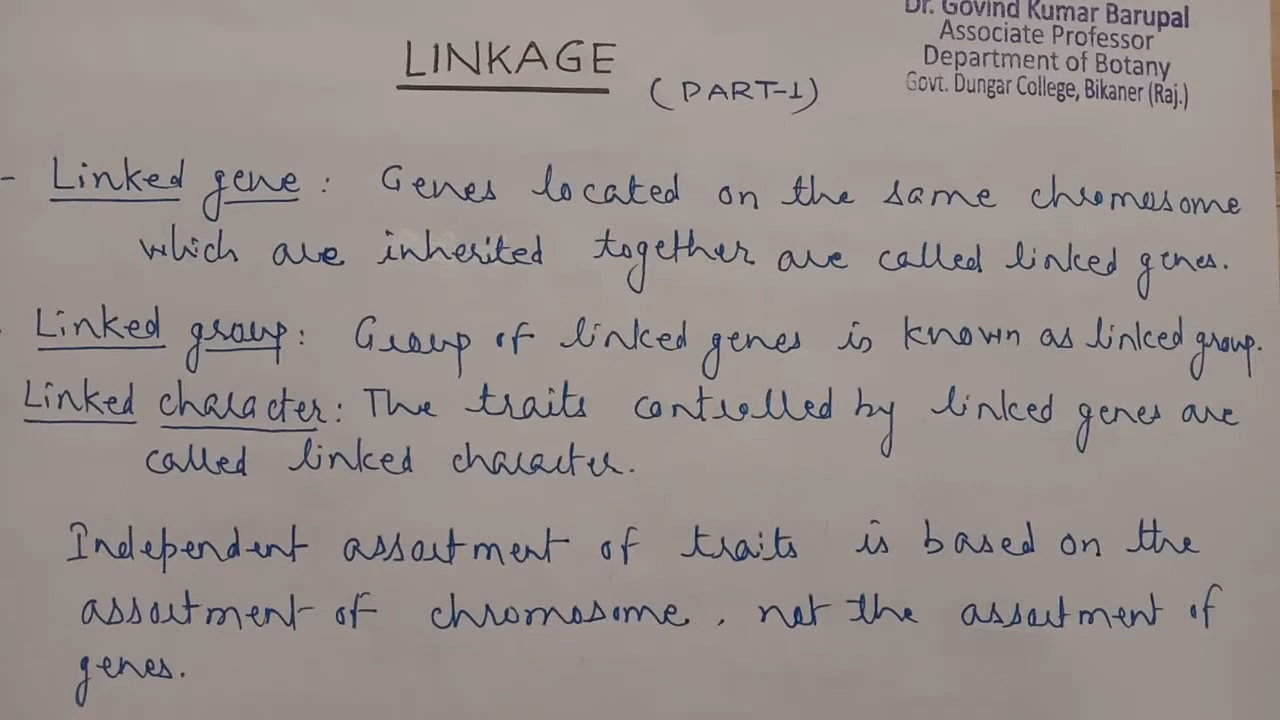 Dr. Govind Kumar Barupal
Associate Professor
Department of Botany
Govt. Dungar College, Bikaner (Raj.)
LINKAGE
(PART-1)
- Linked gene: Genes located on the same chromosome
which are inherited together are called linked genes.
- Linked group: Group of linked genes is known as linked group.
Linked character: The traits controlled by linked genes are
called linked character.
Independent assortment of traits is based on the
assortment of chromosome, not the assortment of
genes.